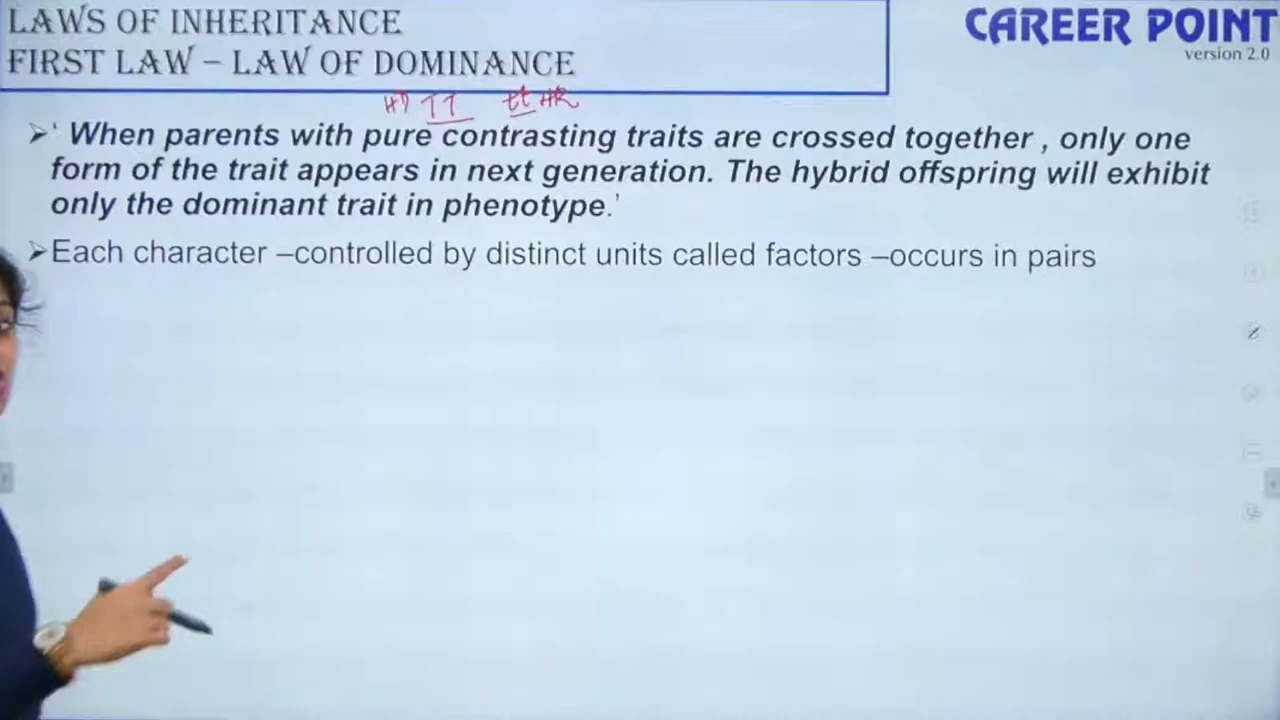 LAWS OF INHERITANCE
CAREER POINT
FIRST LAW – LAW OF DOMINANCE
version 2.0
HD TT tt HR
➢‘ When parents with pure contrasting traits are crossed together , only one
form of the trait appears in next generation. The hybrid offspring will exhibit
only the dominant trait in phenotype.’
➢Each character –controlled by distinct units called factors –occurs in pairs